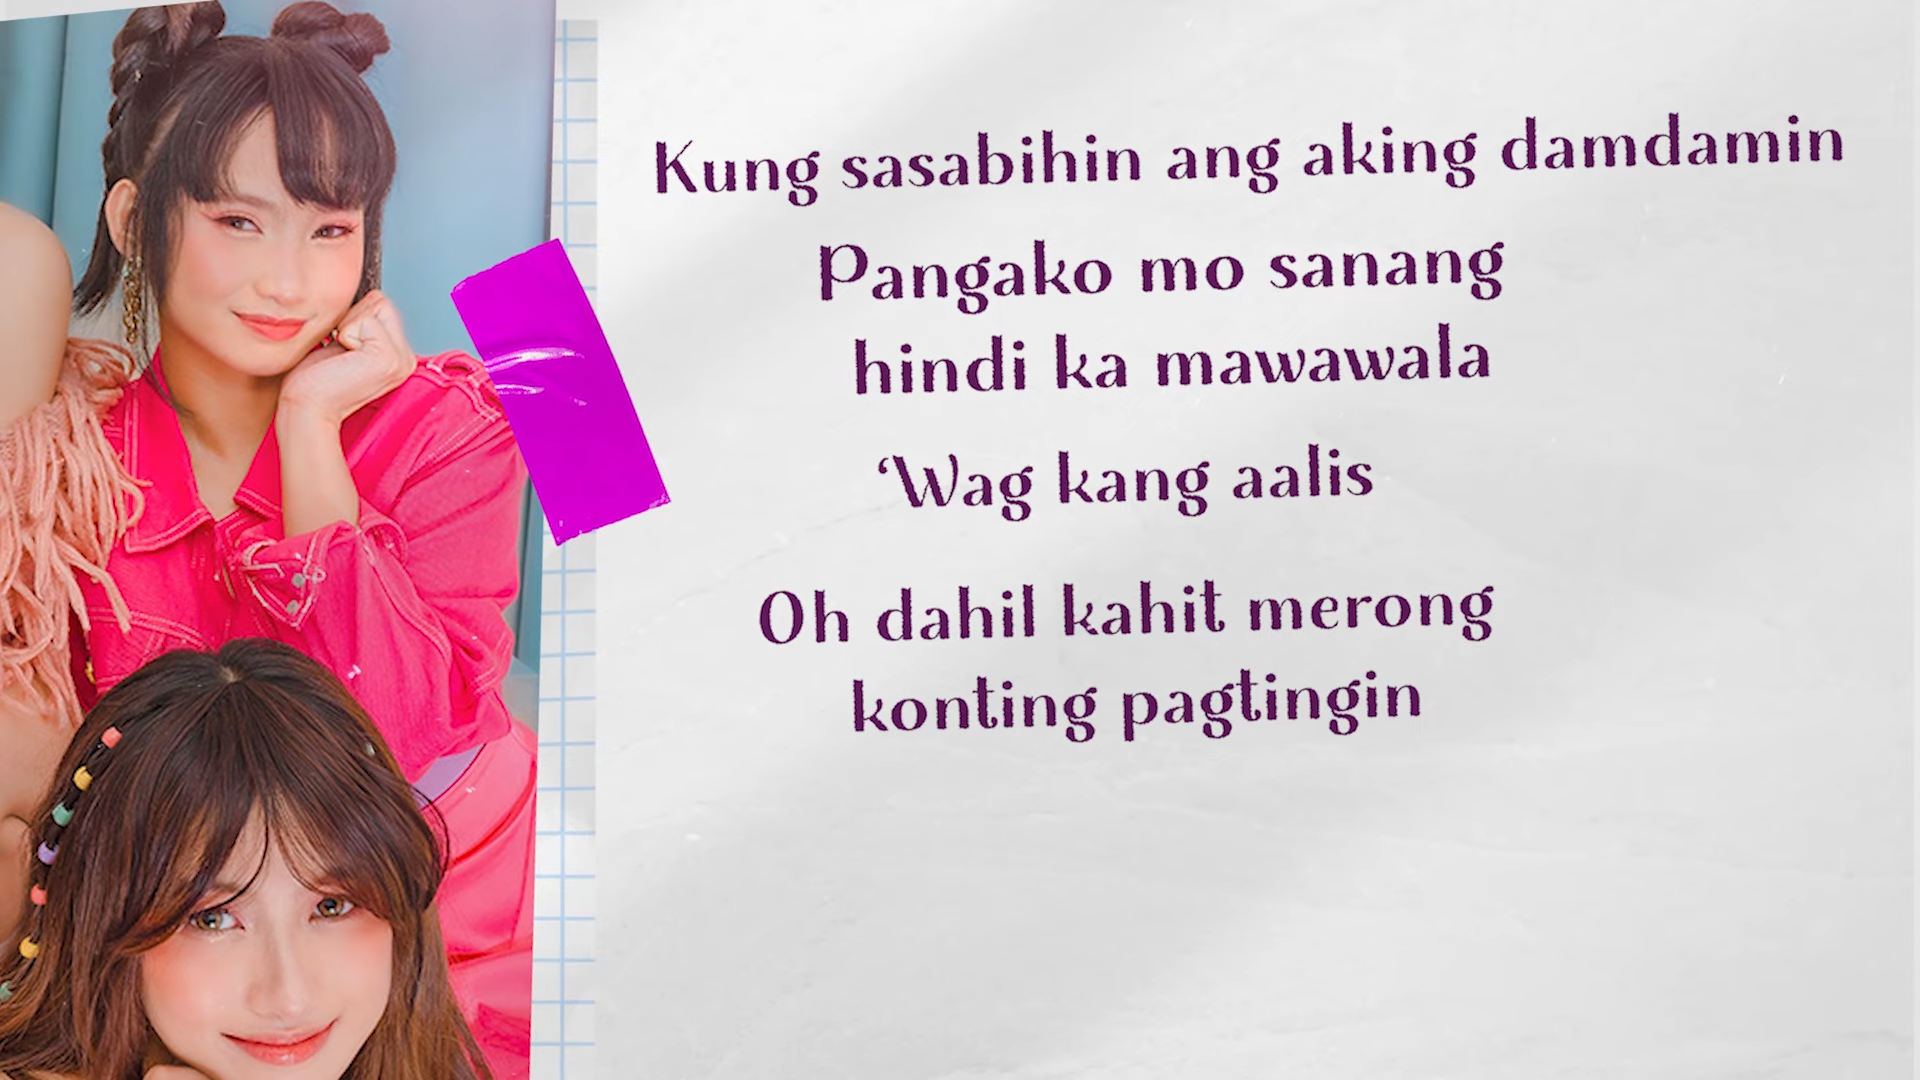 Kung sasabihin ang aking damdamin
Pangako mo sanang
hindi ka mawawala
‘Wag kang aalis
Oh dahil kahit merong
konting pagtingin